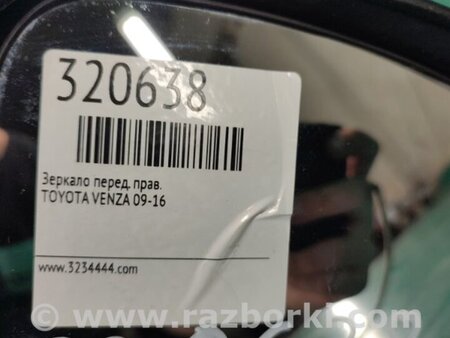 320638
Зеркало перед. прав.
TOYOTA VENZA 09-16
www.3234444.com
© www.razborki.com